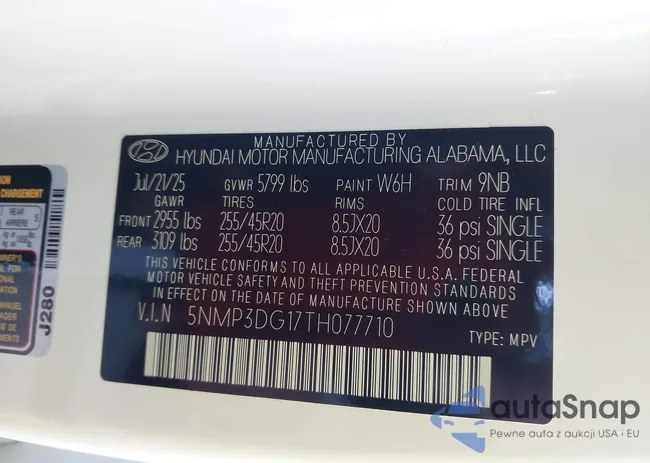 MANUFACTURED BY
HYUNDAI MOTOR MANUFACTURING ALABAMA, LLC
Jul/21/25 GVWR 5799 lbs PAINT W6H TRIM 9NB
GAWR TIRES RIMS COLD TIRE INFL
FRONT 2955 lbs 255/45R20 8.5JX20 36 psi SINGLE
REAR 3109 lbs 255/45R20 8.5JX20 36 psi SINGLE
THIS VEHICLE CONFORMS TO ALL APPLICABLE U.S.A. FEDERAL
MOTOR VEHICLE SAFETY AND THEFT PREVENTION STANDARDS
IN EFFECT ON THE DATE OF MANUFACTURE SHOWN ABOVE
V.I.N 5NMP3DG17TH077710
TYPE: MPV
CHARGEMENT
REAR 5
ARRIERE
J280
autaSnap
Pewne auta z aukcji USA i EU